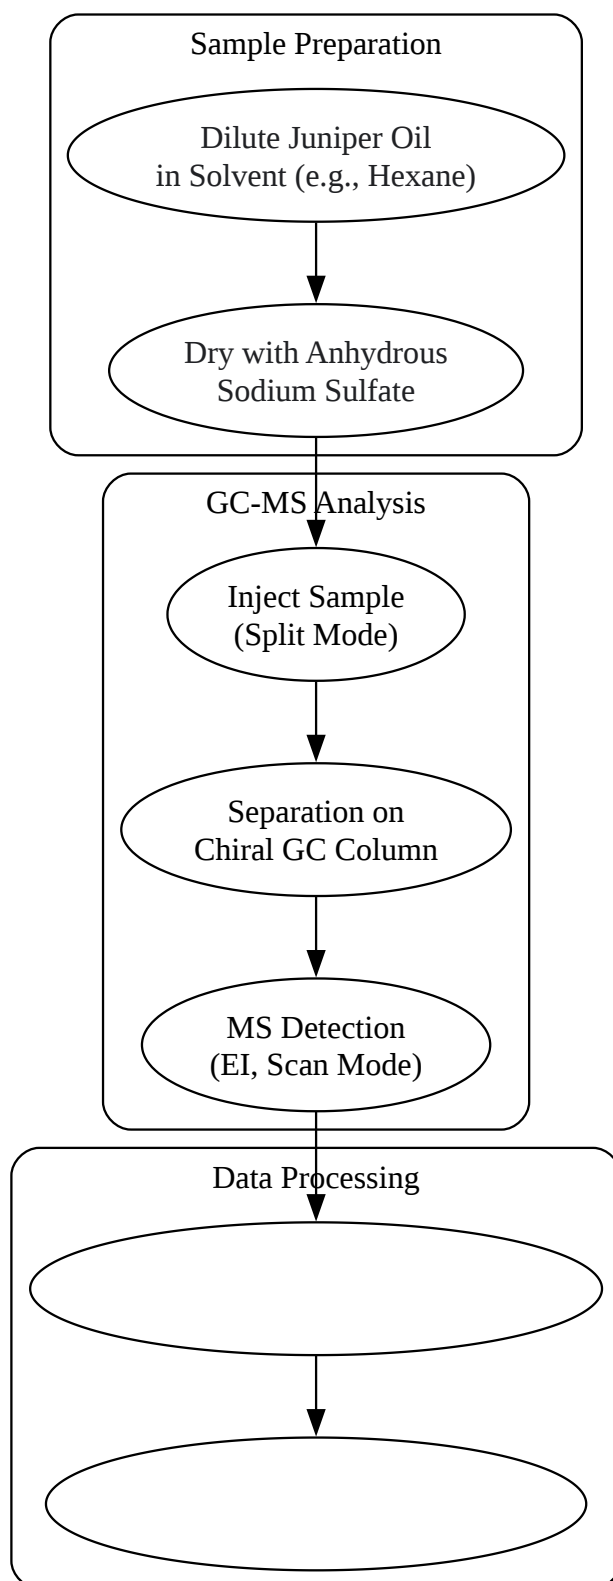 Sample Preparation
Dilute Juniper Oil
in Solvent (e.g., Hexane)
Dry with Anhydrous
Sodium Sulfate
GC-MS Analysis
Inject Sample
(Split Mode)
Separation on
Chiral GC Column
MS Detection
(EI, Scan Mode)
Data Processing